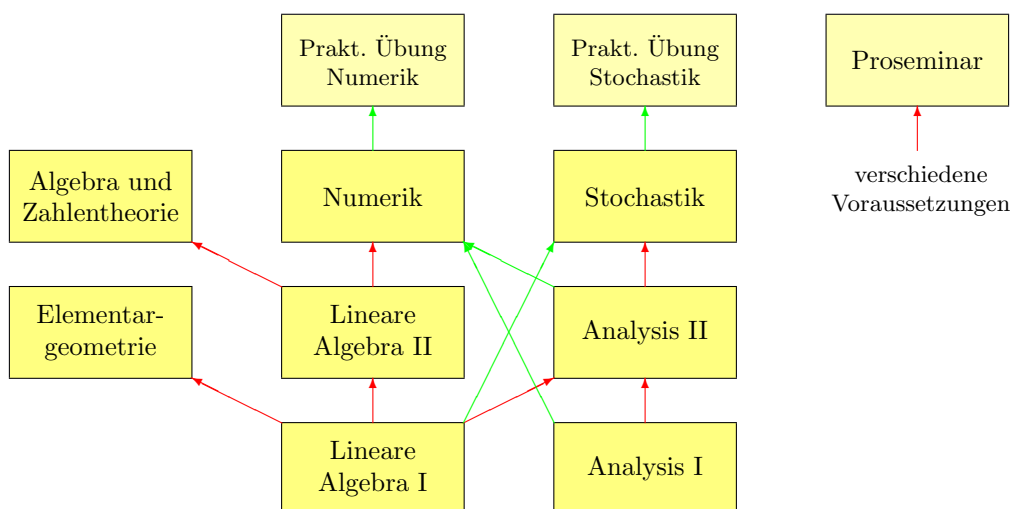 Prakt. Übung
Numerik
Prakt. Übung
Stochastik
Proseminar
Algebra und
Zahlentheorie
Numerik
Stochastik
verschiedene
Voraussetzungen
Elementar-
geometrie
Lineare
Algebra II
Analysis II
Lineare
Algebra I
Analysis I